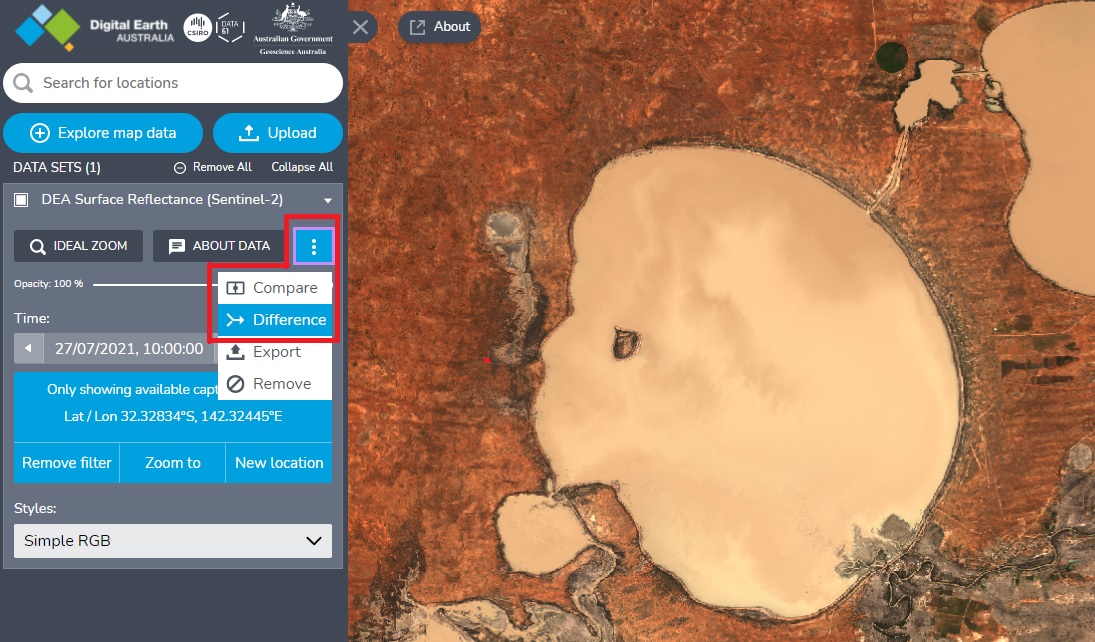 Digital Earth
AUSTRALIA
CSIRO
DATA
61
Australian Government
Geoscience Australia
About
Search for locations
Explore map data
Upload
DATA SETS (1)
Remove All
Collapse All
DEA Surface Reflectance (Sentinel-2)
IDEAL ZOOM
ABOUT DATA
Opacity: 100 %
Compare
Difference
Export
Remove
Time:
27/07/2021, 10:00:00
Only showing available capt
Lat / Lon 32.32834°S, 142.32445°E
Remove filter
Zoom to
New location
Styles:
Simple RGB